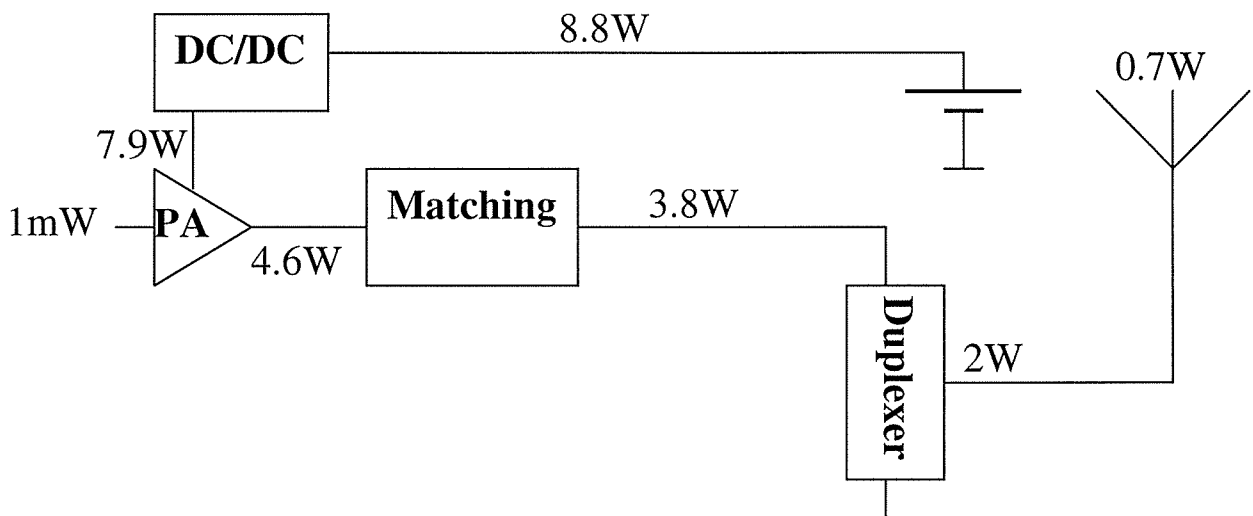 8.8W
DC/DC
0.7W
7.9W
Matching
3.8W
1mW
PA
4.6W
Duplexer
2W